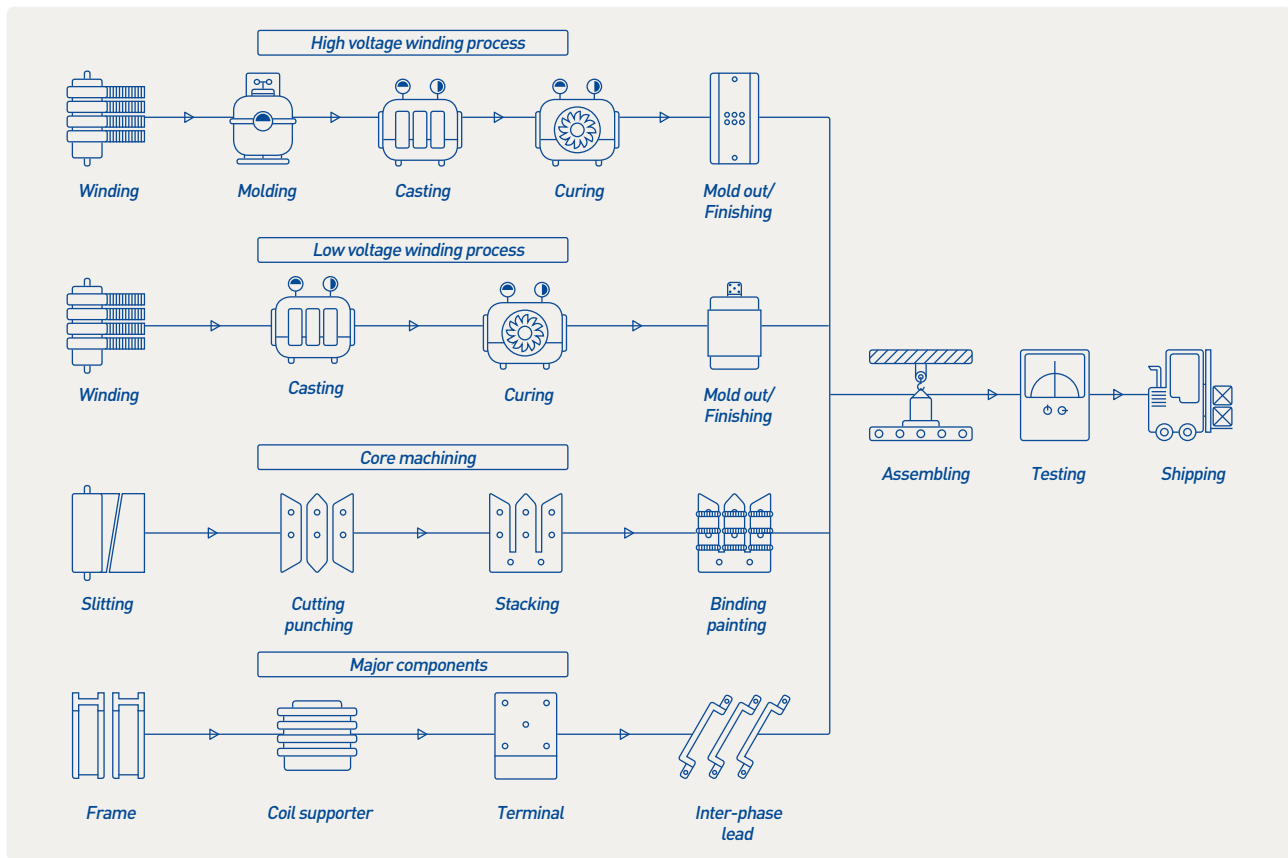 High voltage winding process
Winding
Molding
Casting
Curing
Mold out/
Finishing
Low voltage winding process
Winding
Casting
Curing
Mold out/
Finishing
Core machining
Slitting
Cutting
punching
Stacking
Binding
painting
Major components
Frame
Coil supporter
Terminal
Inter-phase
lead
Assembling
Testing
Shipping